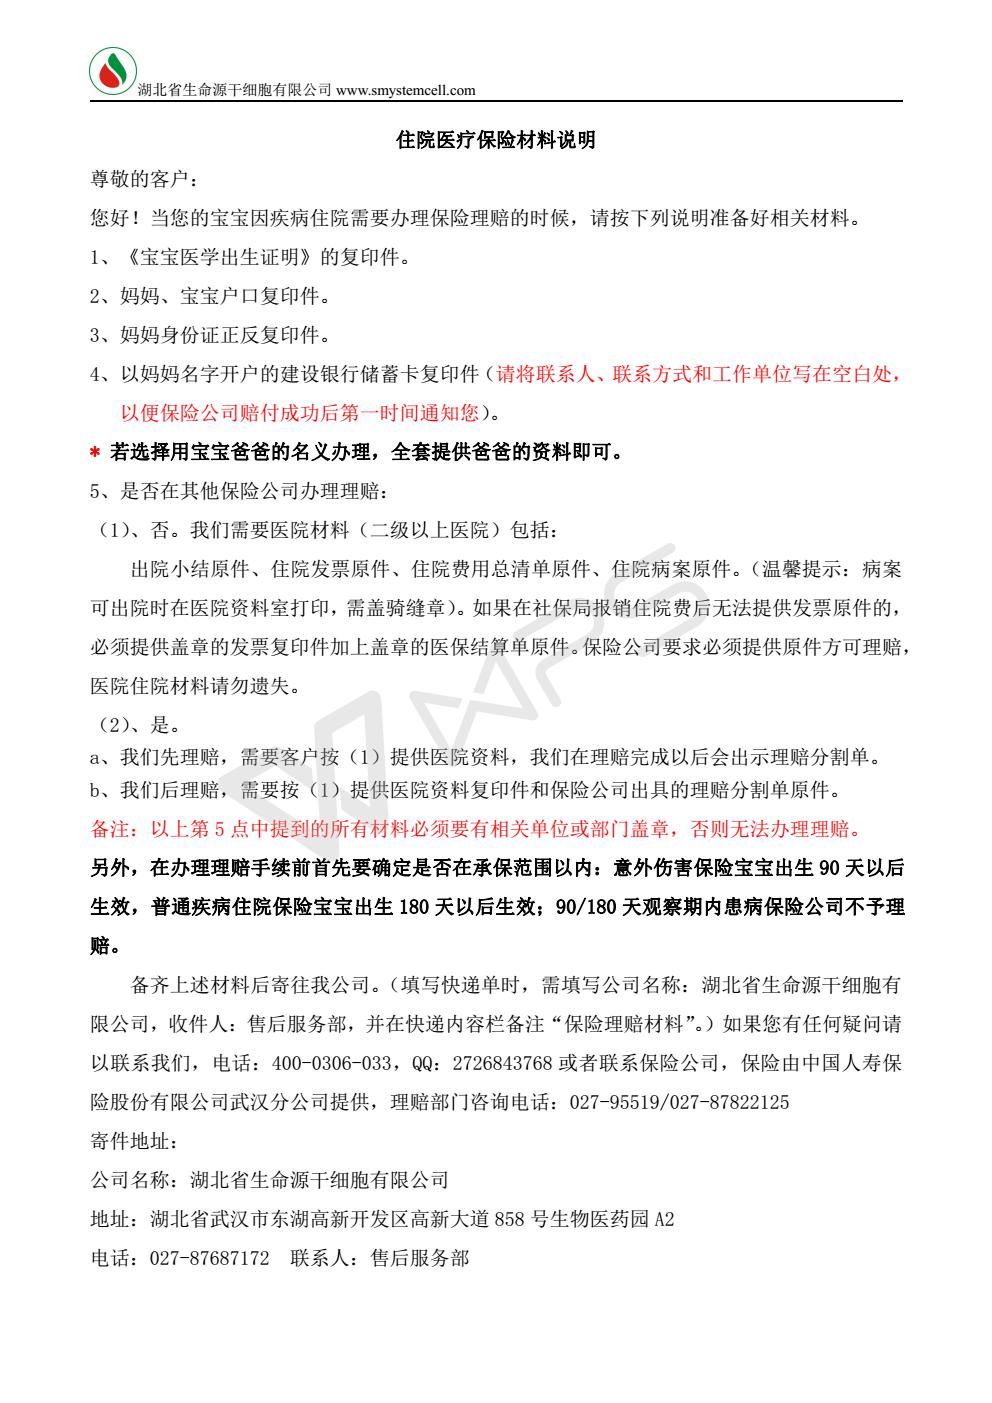 湖北省生命源干细胞有限公司 www.smystemcell.com
住院医疗保险材料说明
尊敬的客户：
您好！当您的宝宝因疾病住院需要办理保险理赔的时候，请按下列说明准备好相关材料。
1、《宝宝医学出生证明》的复印件。
2、妈妈、宝宝户口复印件。
3、妈妈身份证正反复印件。
4、以妈妈名字开户的建设银行储蓄卡复印件（请将联系人、联系方式和工作单位写在空白处，
以便保险公司赔付成功后第一时间通知您）。
* 若选择用宝宝爸爸的名义办理，全套提供爸爸的资料即可。
5、是否在其他保险公司办理理赔：
（1）、否。我们需要医院材料（二级以上医院）包括：
出院小结原件、住院发票原件、住院费用总清单原件、住院病案原件。（温馨提示：病案
可出院时在医院资料室打印，需盖骑缝章）。如果在社保局报销住院费后无法提供发票原件的，
必须提供盖章的发票复印件加上盖章的医保结算单原件。保险公司要求必须提供原件方可理赔，
医院住院材料请勿遗失。
（2）、是。
a、我们先理赔，需要客户按（1）提供医院资料，我们在理赔完成以后会出示理赔分割单。
b、我们后理赔，需要按（1）提供医院资料复印件和保险公司出具的理赔分割单原件。
备注：以上第 5 点中提到的所有材料必须要有相关单位或部门盖章，否则无法办理理赔。
另外，在办理理赔手续前首先要确定是否在承保范围以内：意外伤害保险宝宝出生 90 天以后
生效，普通疾病住院保险宝宝出生 180 天以后生效；90/180 天观察期内患病保险公司不予理
赔。
备齐上述材料后寄往我公司。（填写快递单时，需填写公司名称：湖北省生命源干细胞有
限公司，收件人：售后服务部，并在快递内容栏备注“保险理赔材料”。）如果您有任何疑问请
以联系我们，电话：400-0306-033，QQ：2726843768 或者联系保险公司，保险由中国人寿保
险股份有限公司武汉分公司提供，理赔部门咨询电话：027-95519/027-87822125
寄件地址：
公司名称：湖北省生命源干细胞有限公司
地址：湖北省武汉市东湖高新开发区高新大道 858 号生物医药园 A2
电话：027-87687172 联系人：售后服务部
WPS